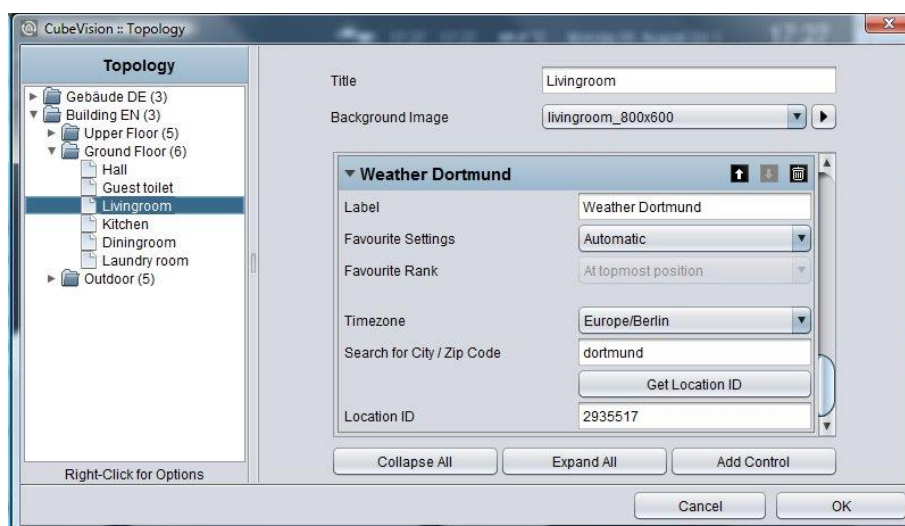 CubeVision :: Topology
Topology
Gebäude DE (3)
Building EN (3)
Upper Floor (5)
Ground Floor (6)
Hall
Guest toilet
Livingroom
Kitchen
Diningroom
Laundry room
Outdoor (5)
Right-Click for Options
Title Livingroom
Background Image livingroom_800x600
Weather Dortmund
Label Weather Dortmund
Favourite Settings Automatic
Favourite Rank At topmost position
Timezone Europe/Berlin
Search for City / Zip Code dortmund
Get Location ID
Location ID 2935517
Collapse All Expand All Add Control
Cancel OK